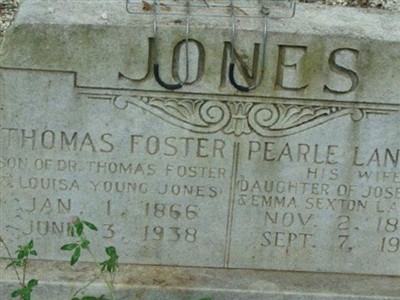 JONES
THOMAS FOSTER
SON OF DR. THOMAS FOSTER
& LOUISA YOUNG JONES
JAN. 1, 1866
JUNE 3, 1938
PEARLE LAN
HIS WIFE
DAUGHTER OF JOSE
& EMMA SEXTON LA
NOV. 2, 18
SEPT. 7, 19